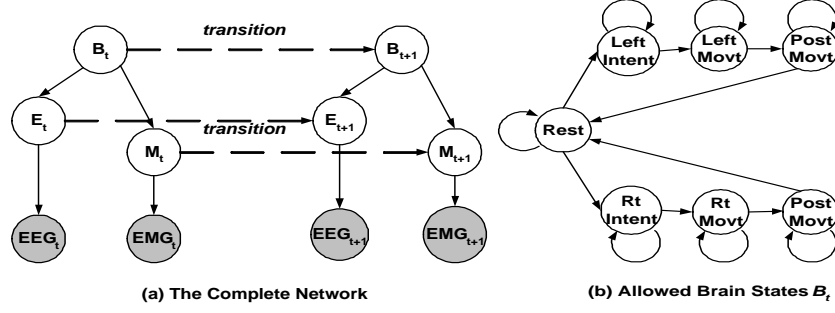 transition
B t
B t+1
transition
E t
E t+1
M t
M t+1
EEG t
EMG t
EEG t+1
EMG t+1
(a) The Complete Network
Left
Intent
Left
Movt
Post
Movt
Rest
Rt
Intent
Rt
Movt
Post
Movt
(b) Allowed Brain States B t